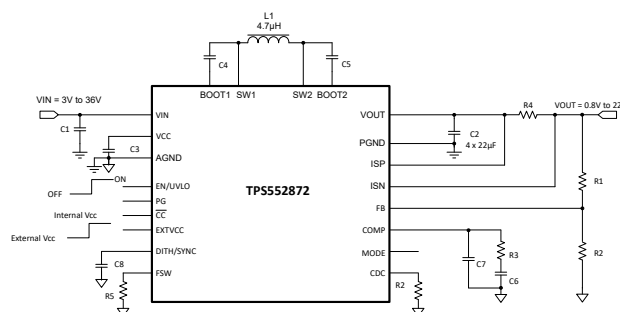 L1
4.7µH
C4
C5
BOOT1 SW1 SW2 BOOT2
VIN = 3V to 36V
VIN
VOUT
R4
VOUT = 0.8V to 22
C1
VCC
C3
AGND
PGND
C2
4 x 22µF
ISP
ON
OFF
EN/UVLO
TPS552872
ISN
R1
PG
FB
Internal Vcc
CC
External Vcc
EXTVCC
COMP
DITH/SYNC
MODE
C7
R3
R2
C8
FSW
CDC
C6
R5
R2